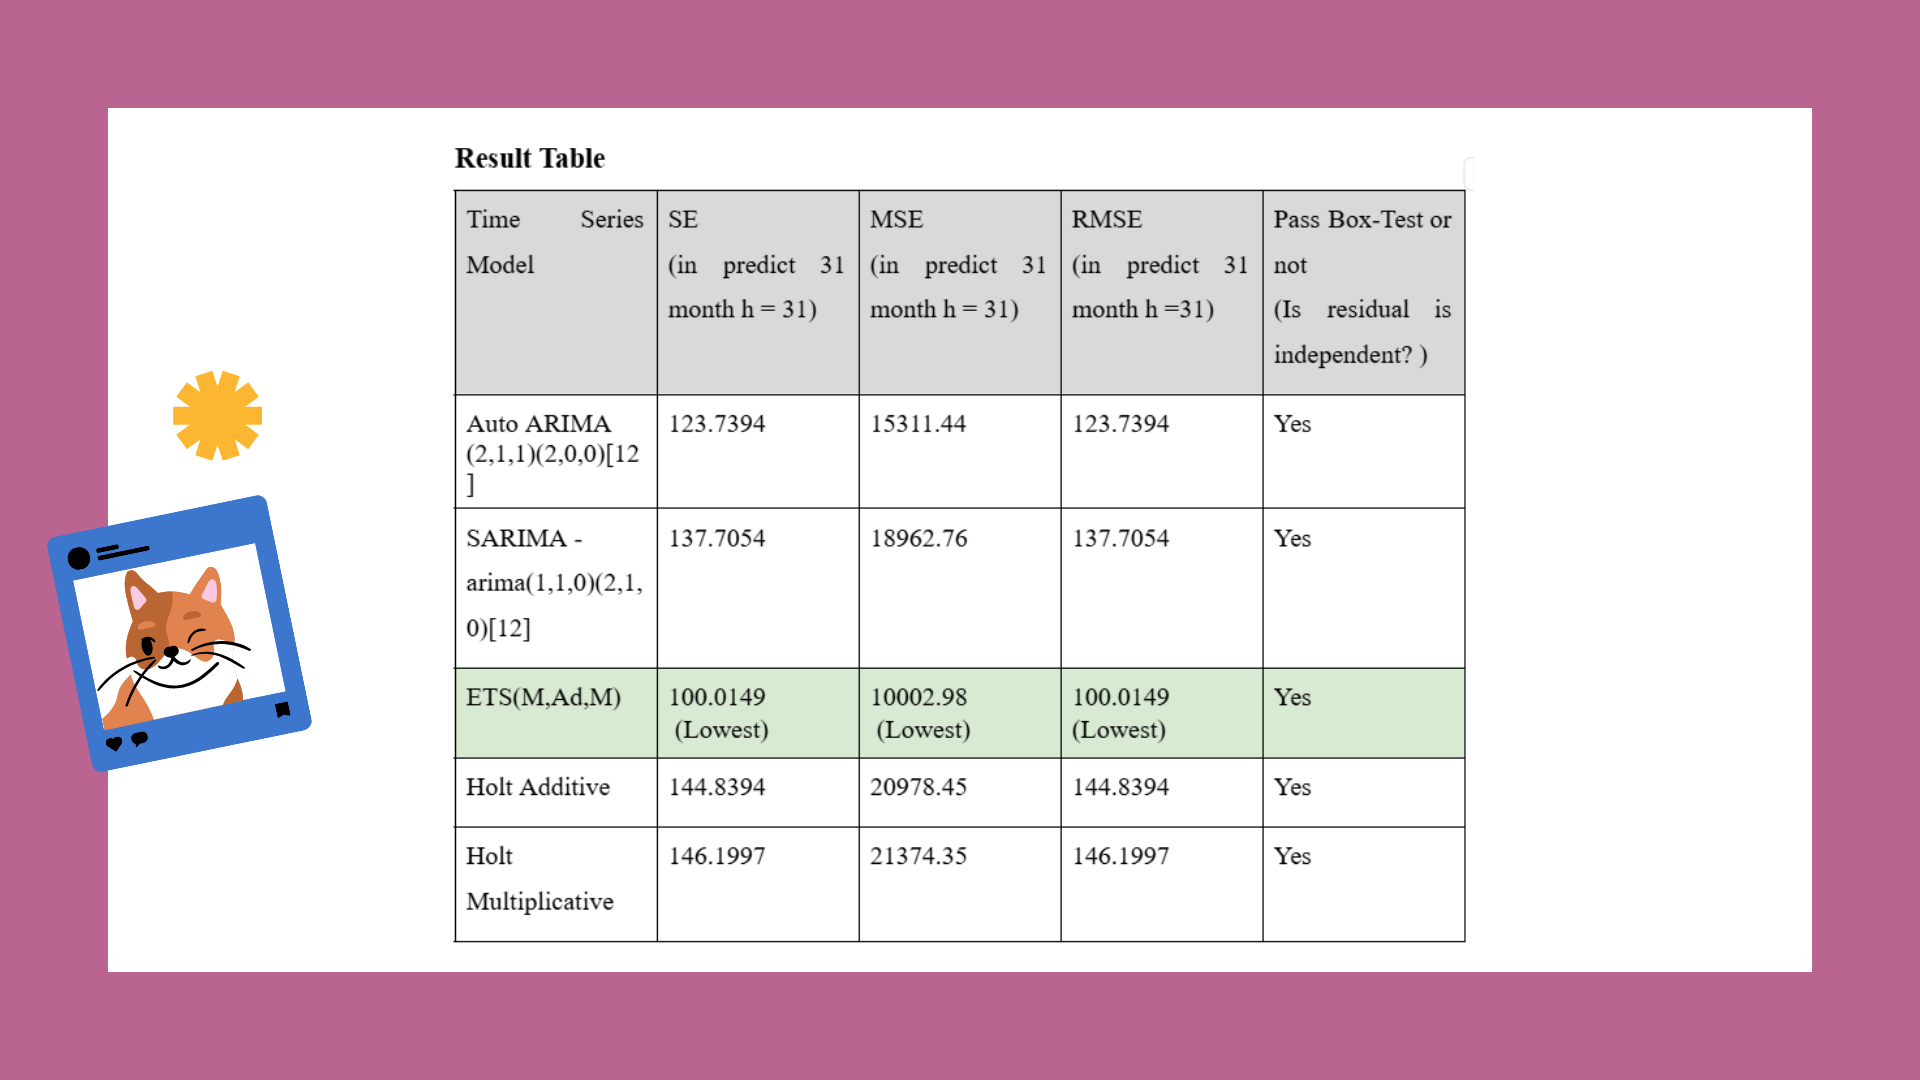 Result Table
Time Series
Model
SE
(in predict 31
month h = 31)
MSE
(in predict 31
month h = 31)
RMSE
(in predict 31
month h =31)
Pass Box-Test or
not
(Is residual is
independent? )
Auto ARIMA
(2,1,1)(2,0,0)[12
]
123.7394
15311.44
123.7394
Yes
SARIMA -
arima(1,1,0)(2,1,
0)[12]
137.7054
18962.76
137.7054
Yes
ETS(M,Ad,M)
100.0149
(Lowest)
10002.98
(Lowest)
100.0149
(Lowest)
Yes
Holt Additive
144.8394
20978.45
144.8394
Yes
Holt
Multiplicative
146.1997
21374.35
146.1997
Yes